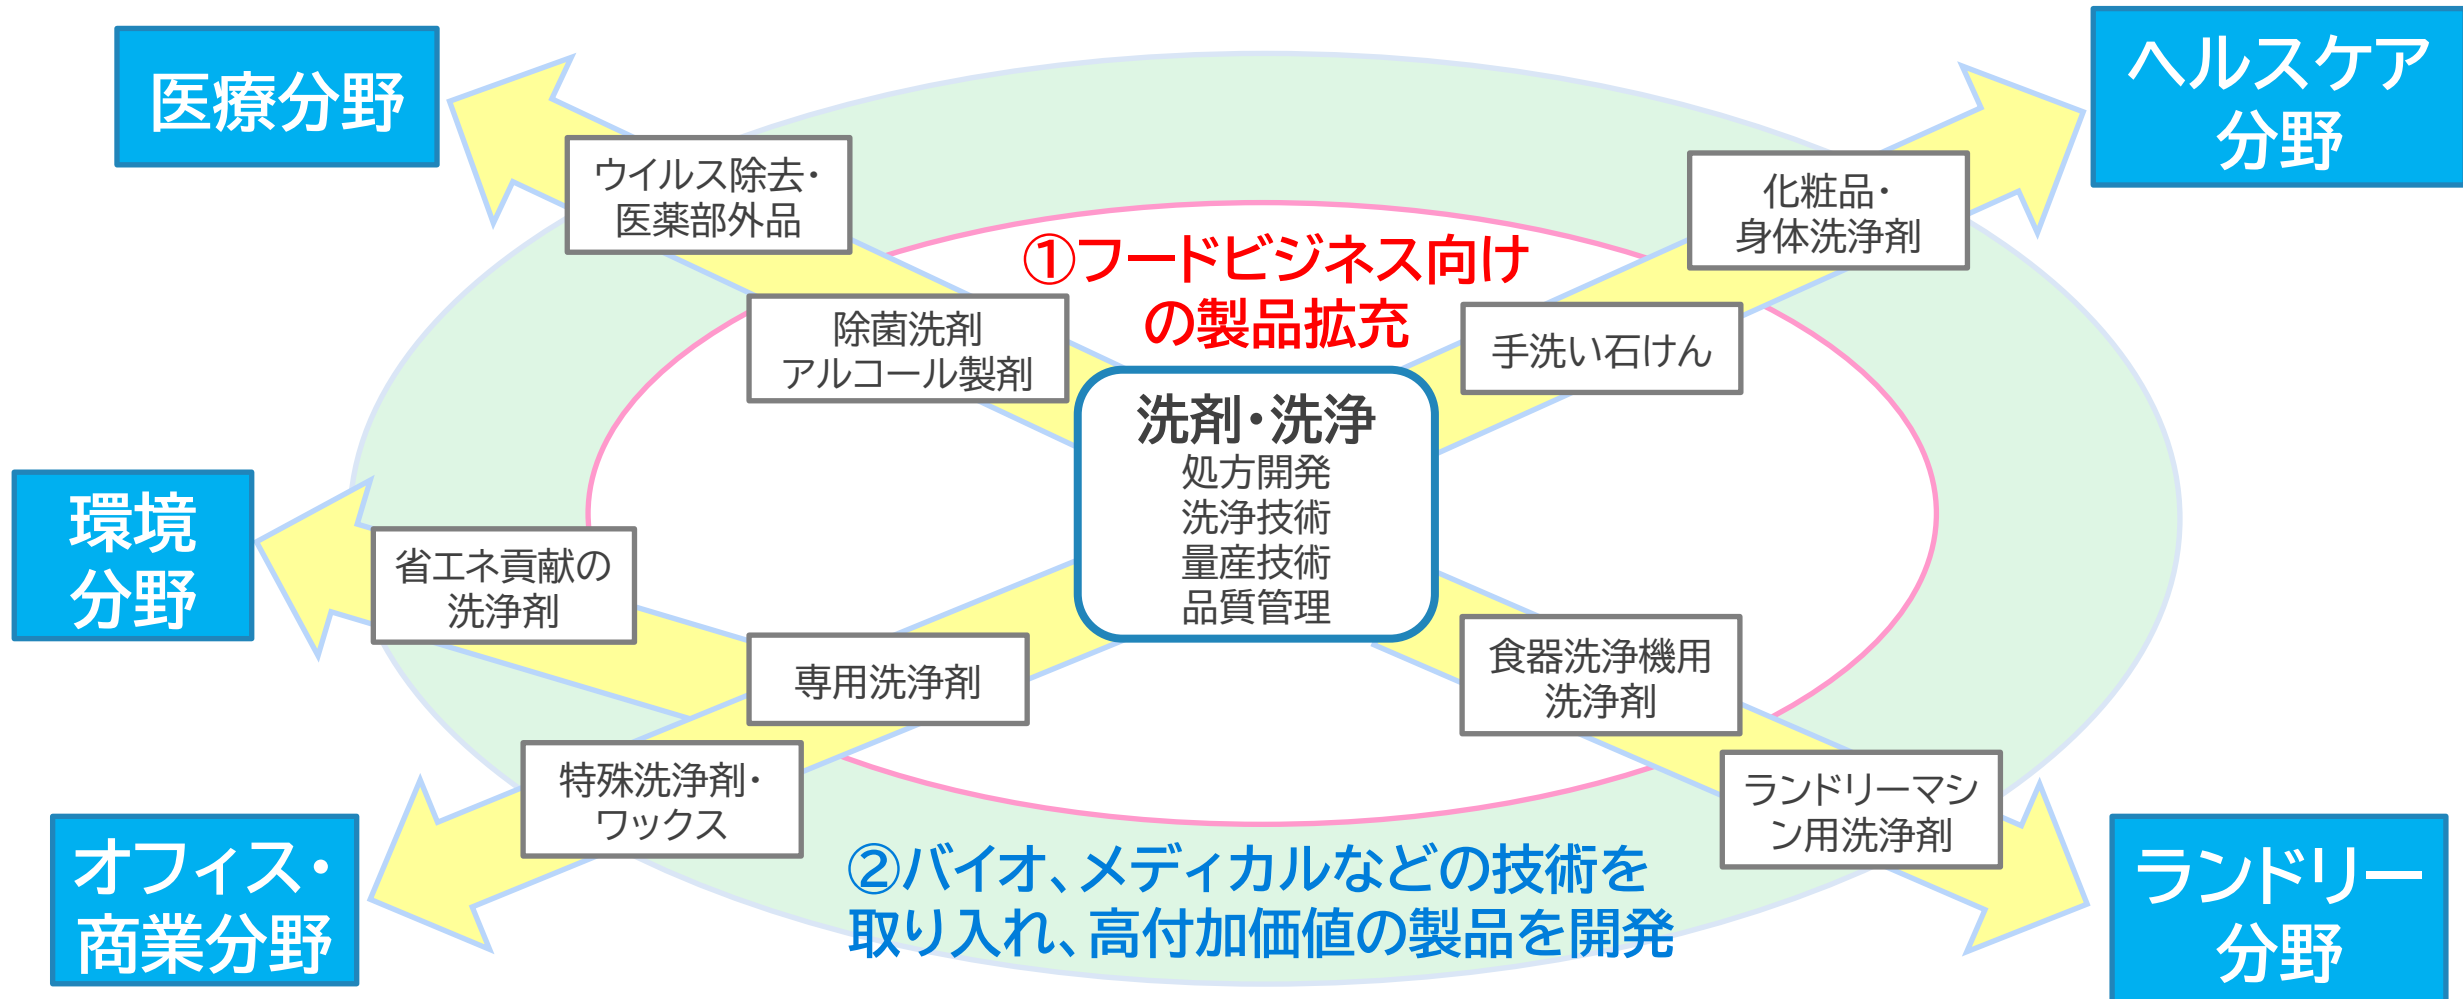 医療分野
ヘルスケア
分野
ウイルス除去・
医薬部外品
化粧品・
身体洗浄剤
①フードビジネス向け
の製品拡充
除菌洗剤
アルコール製剤
手洗い石けん
洗剤・洗浄
処方開発
洗浄技術
量産技術
品質管理
環境
分野
省エネ貢献の
洗浄剤
専用洗浄剤
食器洗浄機用
洗浄剤
特殊洗浄剤・
ワックス
ランドリーマシ
ン用洗浄剤
オフィス・
商業分野
②バイオ、メディカルなどの技術を
取り入れ、高付加価値の製品を開発
ランドリー
分野